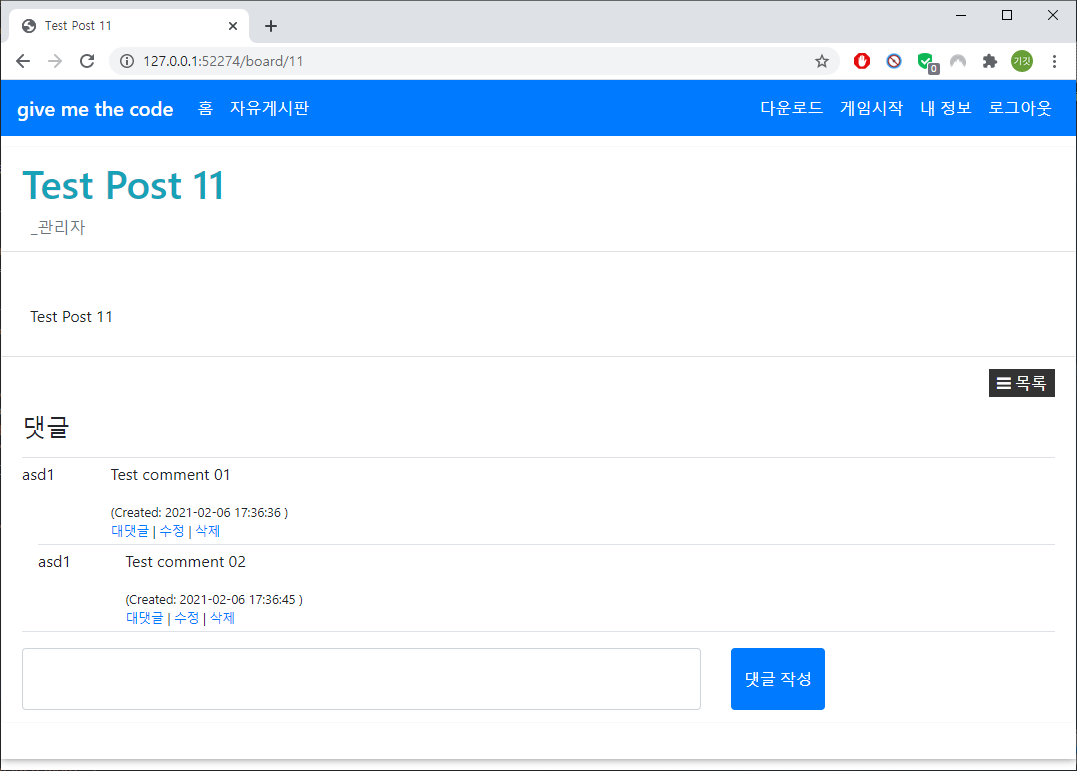 Test Post 11
127.0.0.1:52274/board/11
0
기깃
give me the code 홈 자유게시판 다운로드 게임시작 내 정보 로그아웃
Test Post 11
_관리자
Test Post 11
목록
댓글
asd1 Test comment 01
(Created: 2021-02-06 17:36:36 )
대댓글 | 수정 | 삭제
asd1 Test comment 02
(Created: 2021-02-06 17:36:45 )
대댓글 | 수정 | 삭제
댓글 작성